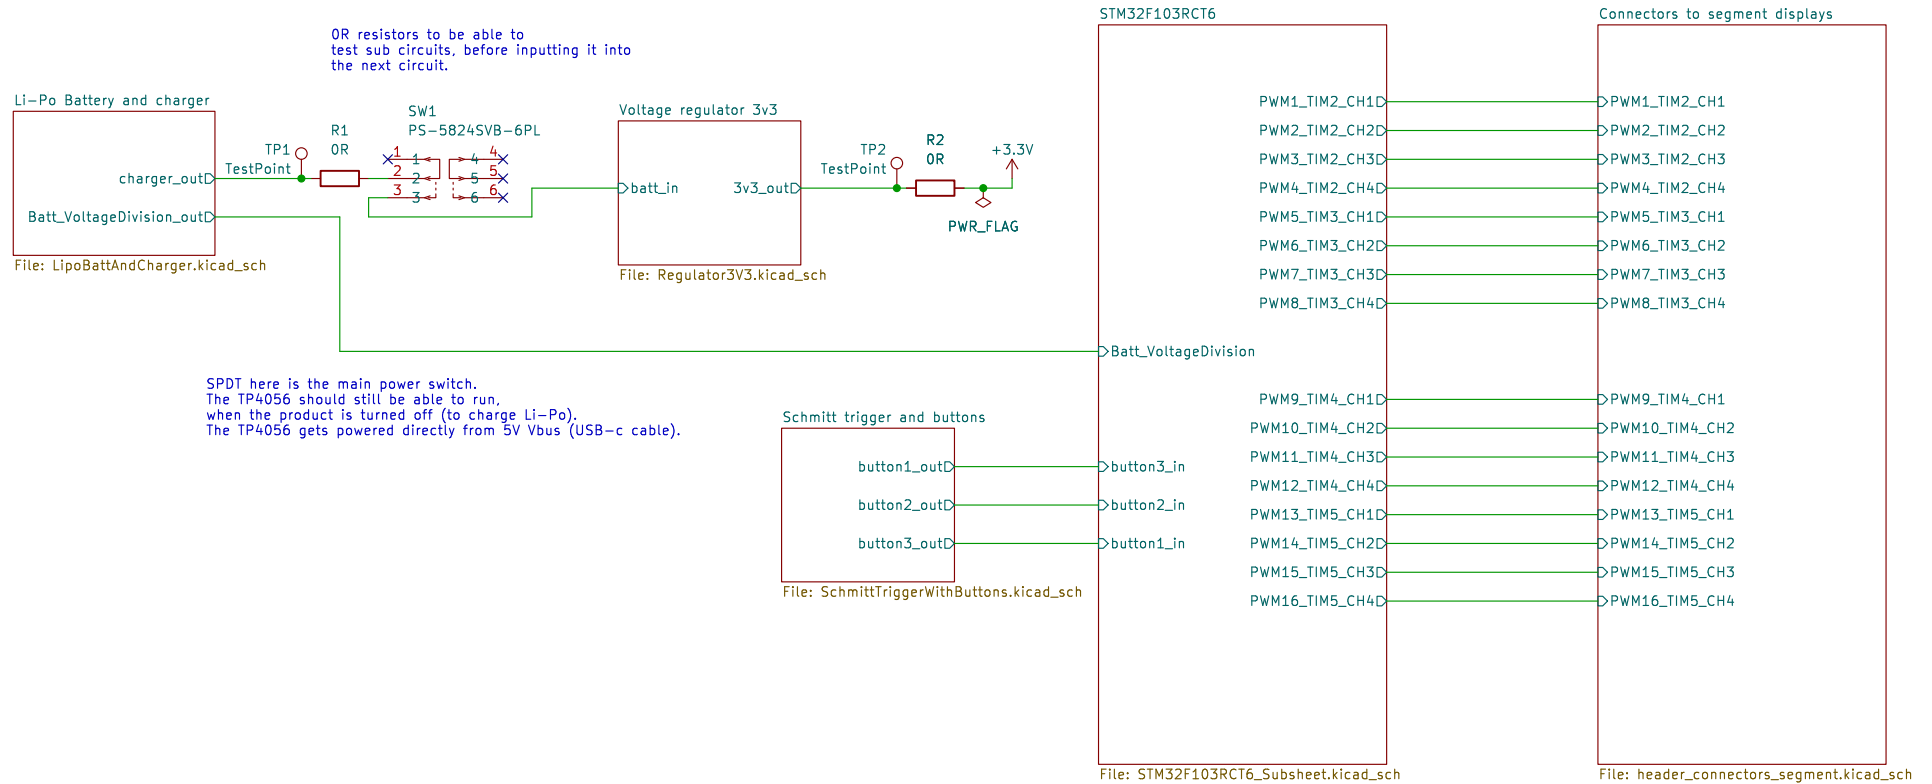 STM32F103RCT6
Connectors to segment displays
0R resistors to be able to
test sub circuits, before inputting it into
the next circuit.
Li-Po Battery and charger
charger_out
Batt_VoltageDivision_out
File: LipoBattAndCharger.kicad_sch
TP1
TestPoint
R1
0R
SW1
PS-5824SVB-6PL
1
2
3
1
2
3
4
5
6
4
5
6
Voltage regulator 3v3
batt_in
3v3_out
File: Regulator3V3.kicad_sch
TP2
TestPoint
R2
0R
+3.3V
PWR_FLAG
SPDT here is the main power switch.
The TP4056 should still be able to run,
when the product is turned off (to charge Li-Po).
The TP4056 gets powered directly from 5V Vbus (USB-c cable).
Schmitt trigger and buttons
button1_out
button2_out
button3_out
File: SchmittTriggerWithButtons.kicad_sch
Batt_VoltageDivision
button3_in
button2_in
button1_in
PWM1_TIM2_CH1
PWM2_TIM2_CH2
PWM3_TIM2_CH3
PWM4_TIM2_CH4
PWM5_TIM3_CH1
PWM6_TIM3_CH2
PWM7_TIM3_CH3
PWM8_TIM3_CH4
PWM9_TIM4_CH1
PWM10_TIM4_CH2
PWM11_TIM4_CH3
PWM12_TIM4_CH4
PWM13_TIM5_CH1
PWM14_TIM5_CH2
PWM15_TIM5_CH3
PWM16_TIM5_CH4
File: STM32F103RCT6_Subsheet.kicad_sch
PWM1_TIM2_CH1
PWM2_TIM2_CH2
PWM3_TIM2_CH3
PWM4_TIM2_CH4
PWM5_TIM3_CH1
PWM6_TIM3_CH2
PWM7_TIM3_CH3
PWM8_TIM3_CH4
PWM9_TIM4_CH1
PWM10_TIM4_CH2
PWM11_TIM4_CH3
PWM12_TIM4_CH4
PWM13_TIM5_CH1
PWM14_TIM5_CH2
PWM15_TIM5_CH3
PWM16_TIM5_CH4
File: header_connectors_segment.kicad_sch